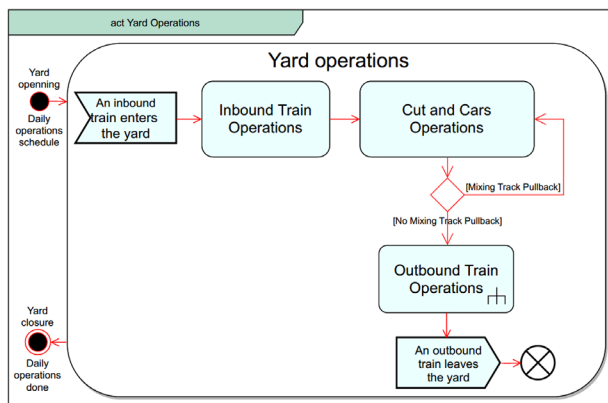 act Yard Operations
Yard operations
Yard
openning
Daily
operations
schedule
An inbound
train enters
the yard
Inbound Train
Operations
Cut and Cars
Operations
[Mixing Track Pullback]
[No Mixing Track Pullback]
Outbound Train
Operations
Yard
closure
Daily
operations
done
An outbound
train leaves
the yard